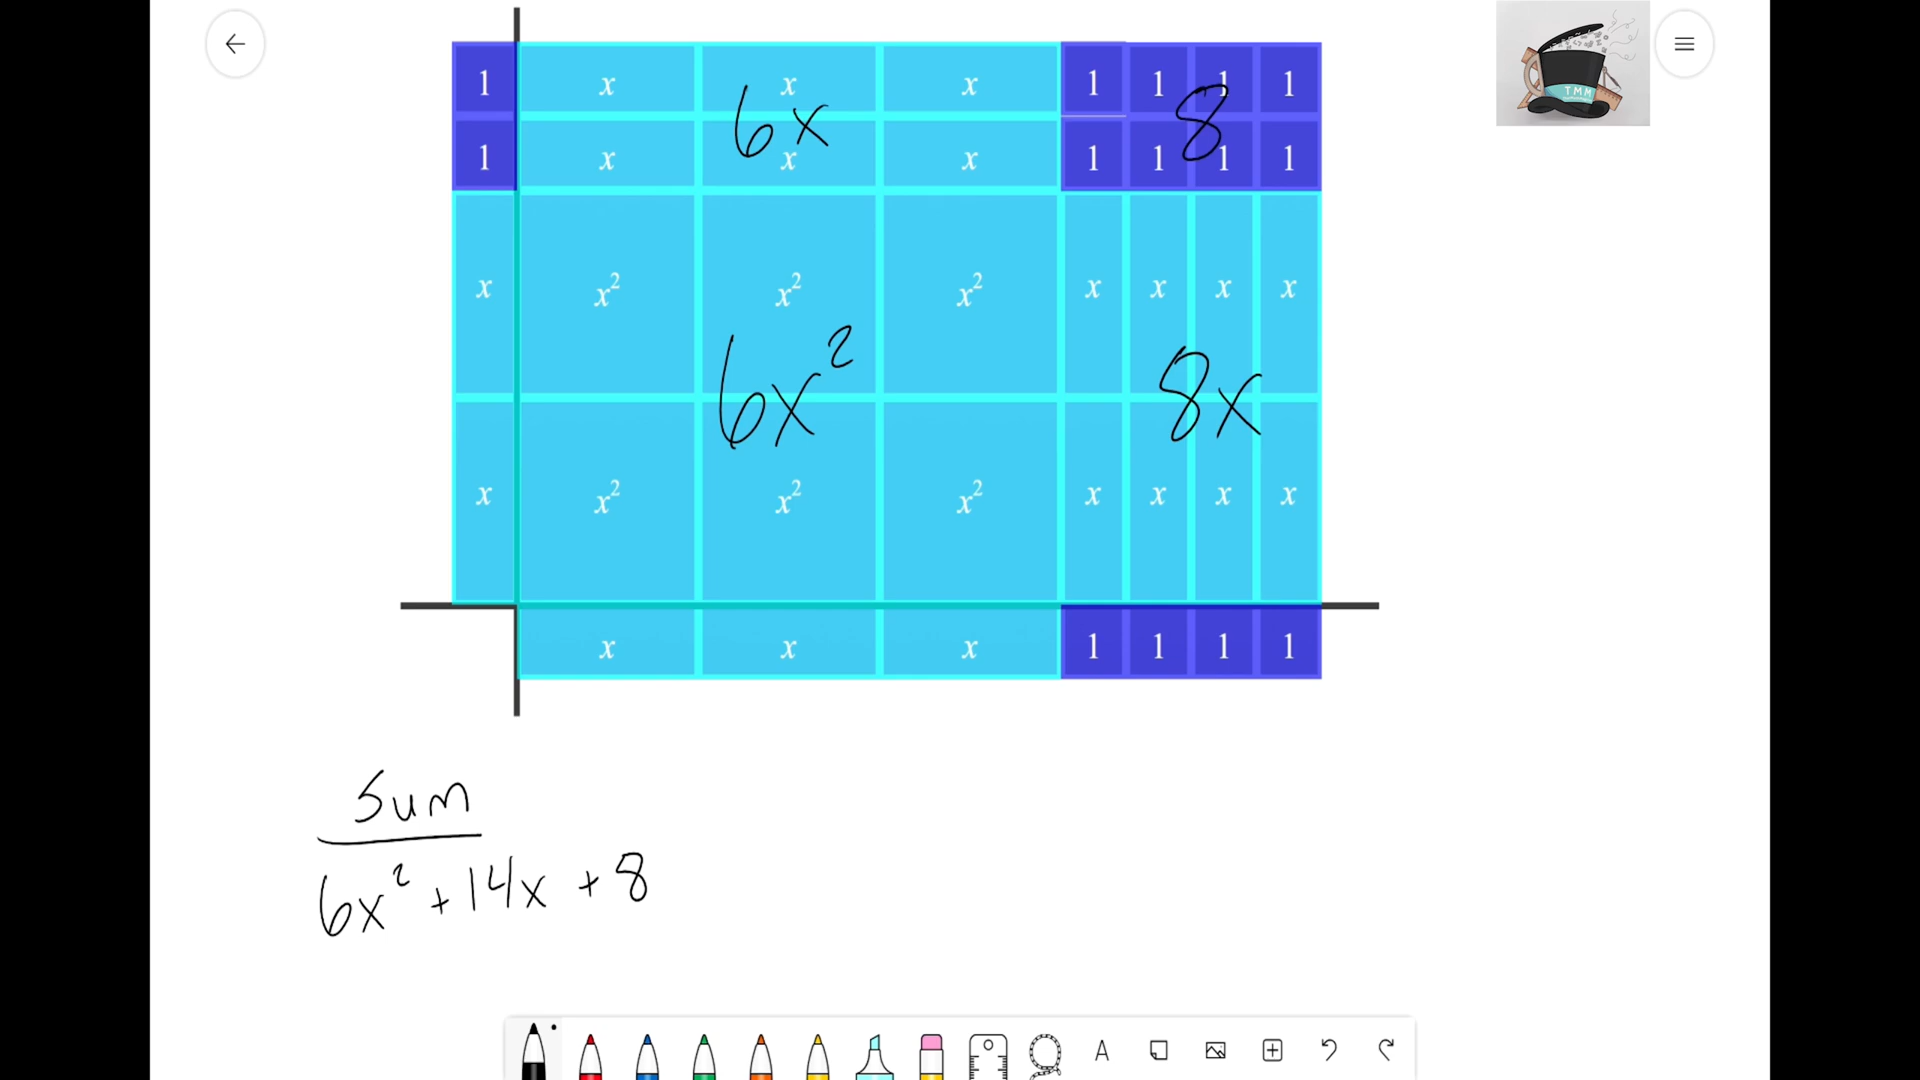 1 x x x 1 1 1 1
6x 8
1 x x x 1 1 1 1
x x² x² x² x x x x
6x² 8x
x x² x² x² x x x x
x x x 1 1 1 1
Sum
6x² + 14x + 8
TMM
A